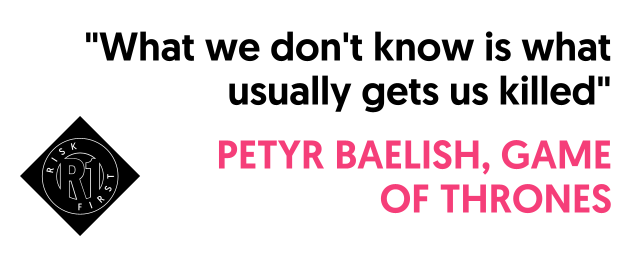 "What we don't know is what
usually gets us killed"
PETYR BAELISH, GAME
OF THRONES
RISK
R1
FIRST